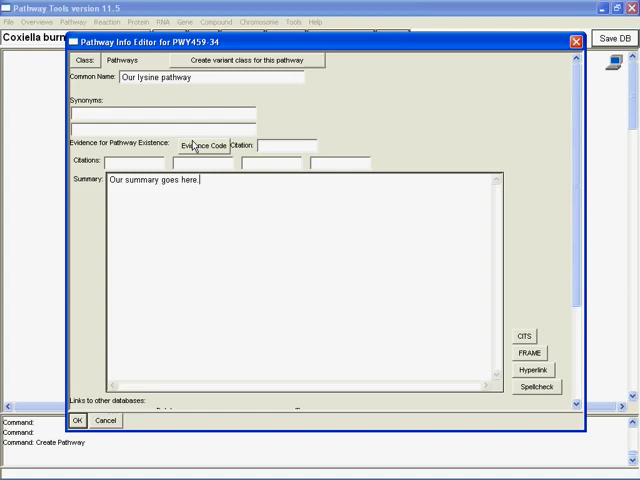 Pathway Tools version 11.5
File Overviews Pathway Reaction Protein RNA Gene Compound Chromosome Tools Help
Coxiella burn
Save DB
Pathway Info Editor for PWY459-34
Class: Pathways Create variant class for this pathway
Common Name: Our lysine pathway
Synonyms:
Evidence for Pathway Existence: Evidence Code Citation:
Citations:
Summary: Our summary goes here.
CITS
FRAME
Hyperlink
Spellcheck
Links to other databases:
OK Cancel
Command:
Command:
Command: Create Pathway